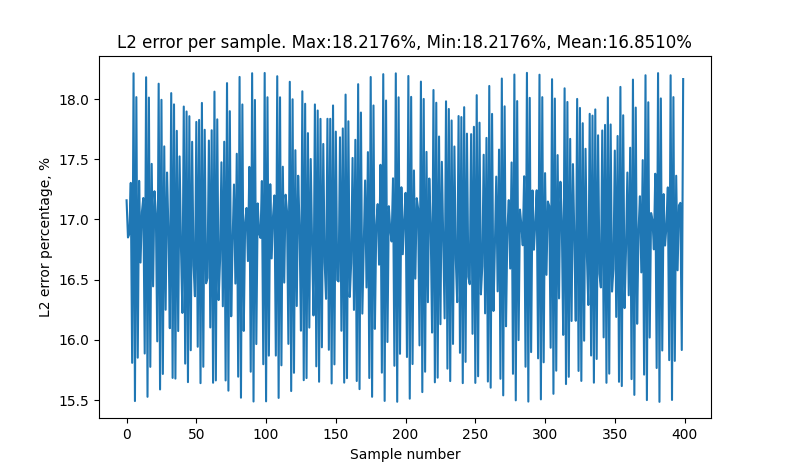 L2 error per sample. Max:18.2176%, Min:18.2176%, Mean:16.8510%
18.0
17.5
17.0
16.5
16.0
15.5
L2 error percentage, %
0 50 100 150 200 250 300 350 400
Sample number